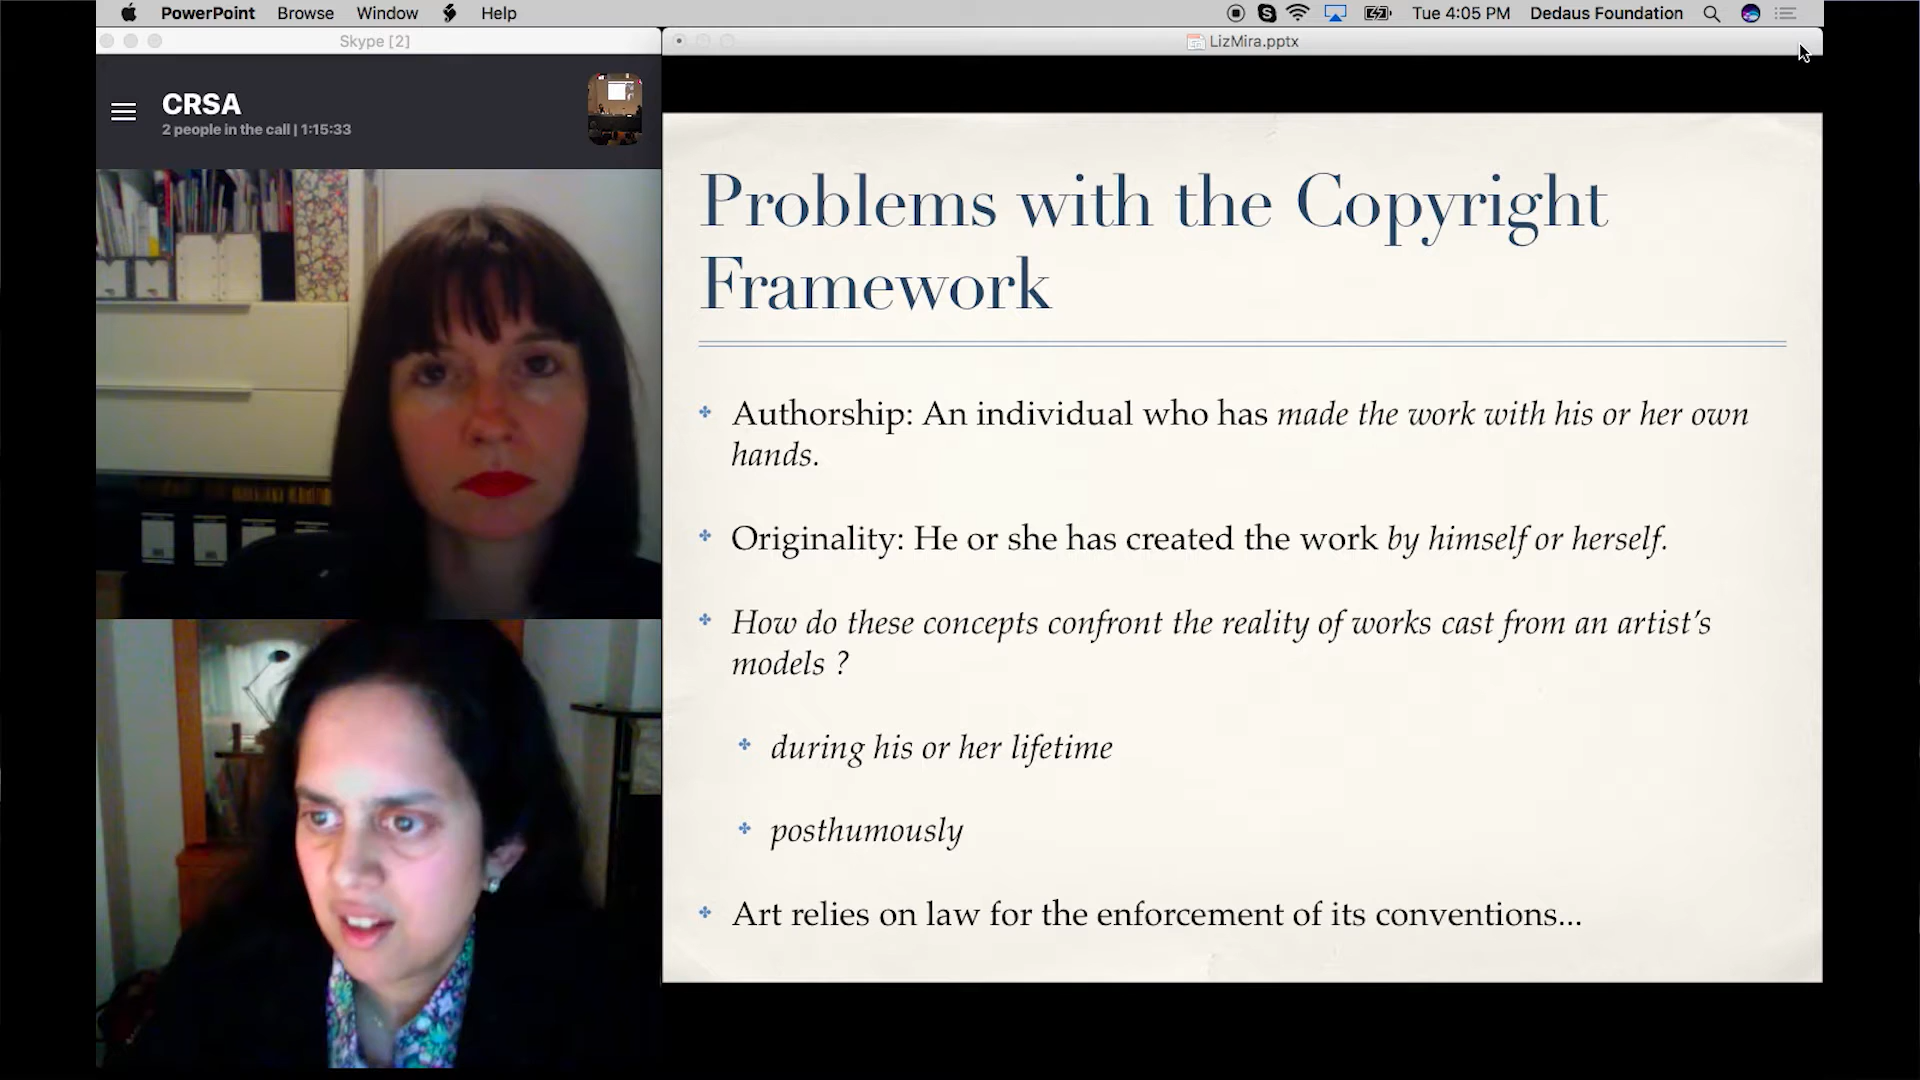 PowerPoint Browse Window Help
Tue 4:05 PM Dedaus Foundation
Skype [2]
LizMira.pptx
CRSA
2 people in the call | 1:15:33
Problems with the Copyright
Framework
Authorship: An individual who has made the work with his or her own
hands.
Originality: He or she has created the work by himself or herself.
How do these concepts confront the reality of works cast from an artist’s
models ?
during his or her lifetime
posthumously
Art relies on law for the enforcement of its conventions...